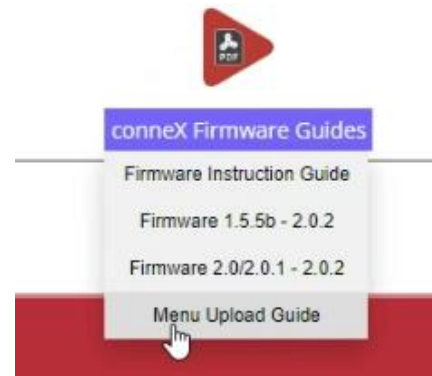 PDF
conneX Firmware Guides
Firmware Instruction Guide
Firmware 1.5.5b - 2.0.2
Firmware 2.0/2.0.1 - 2.0.2
Menu Upload Guide